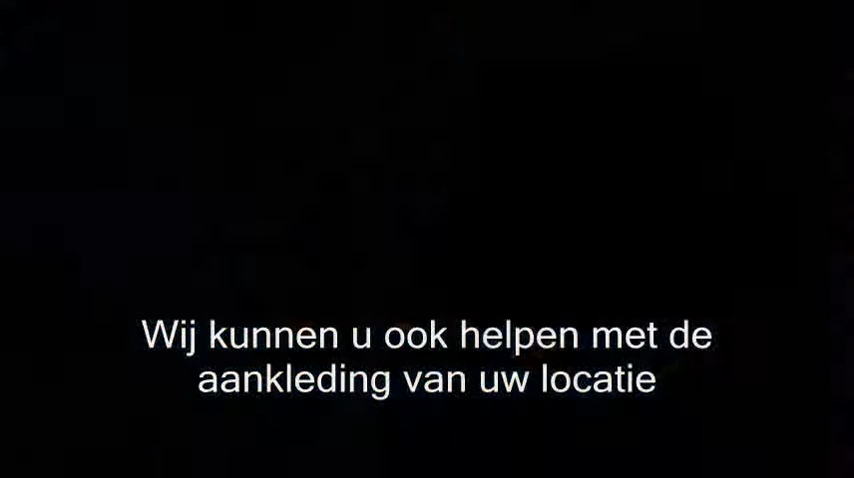 Wij kunnen u ook helpen met de
aankleding van uw locatie